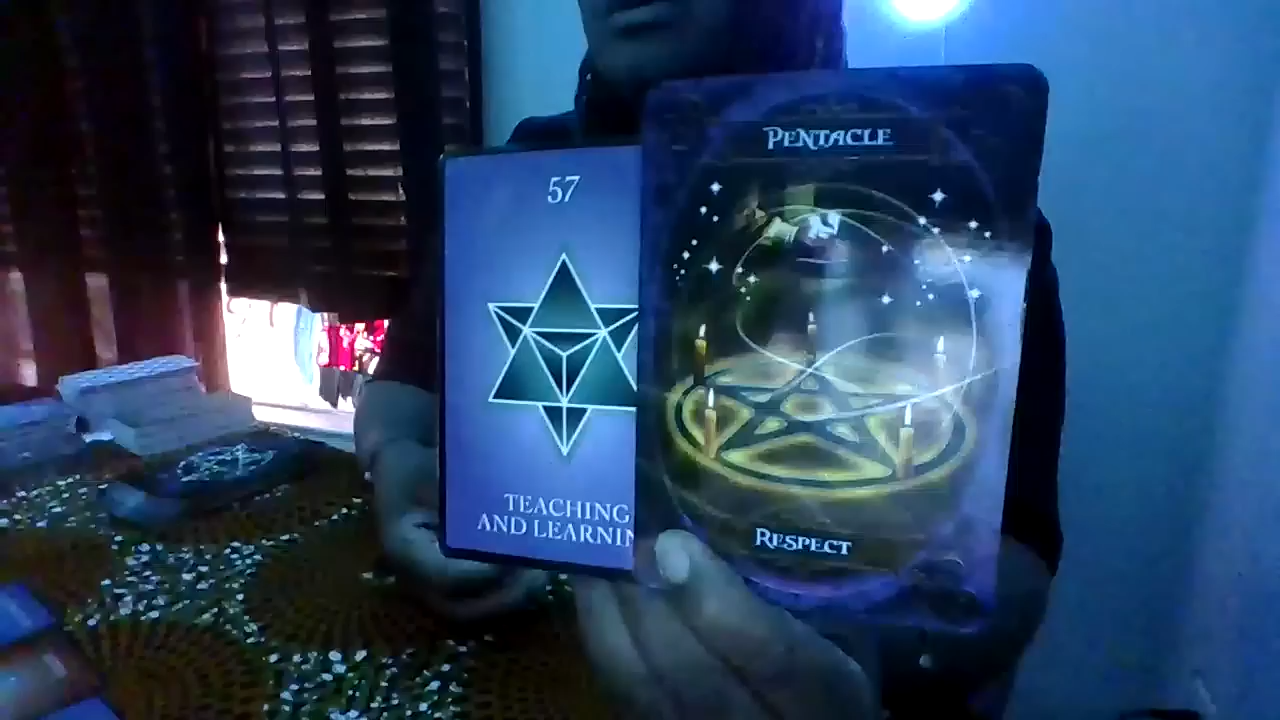 57
TEACHING
AND LEARNIN
PENTACLE
RESPECT